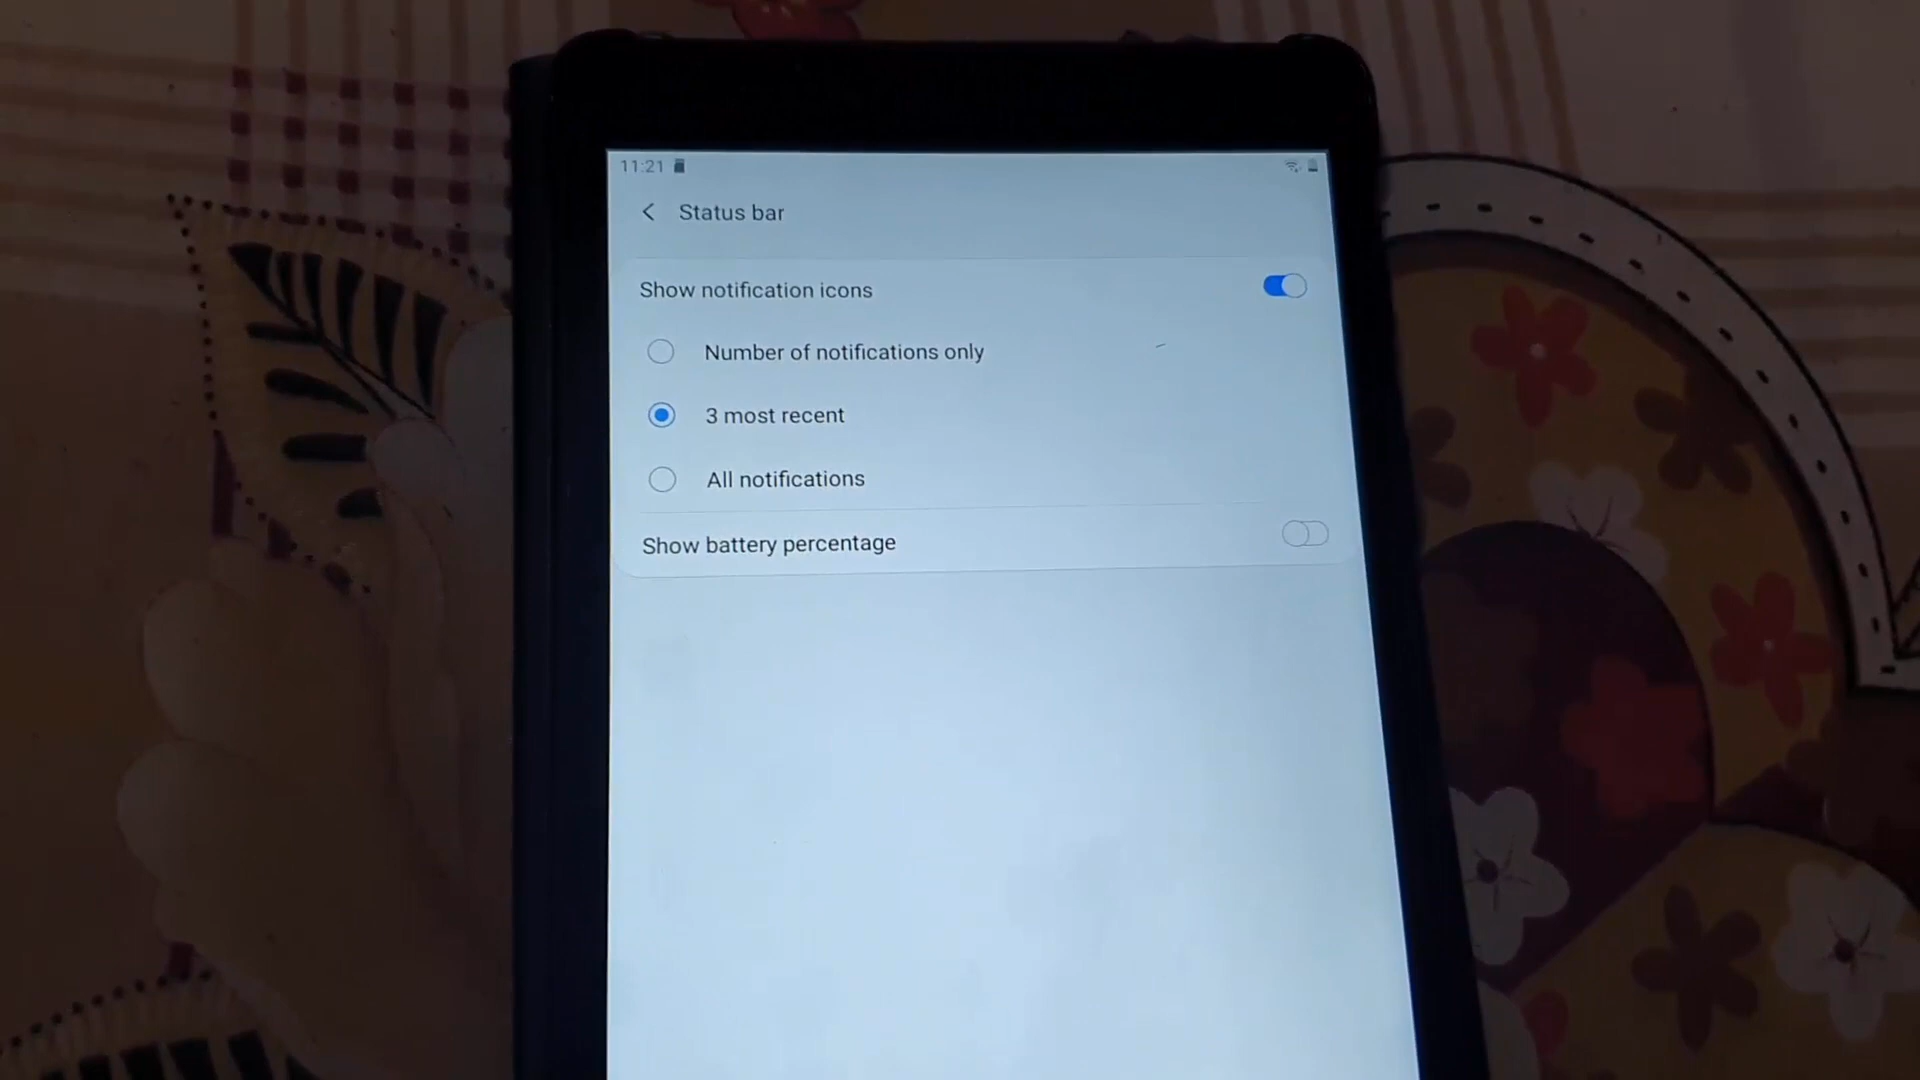 11:21
Status bar
Show notification icons
Number of notifications only
3 most recent
All notifications
Show battery percentage